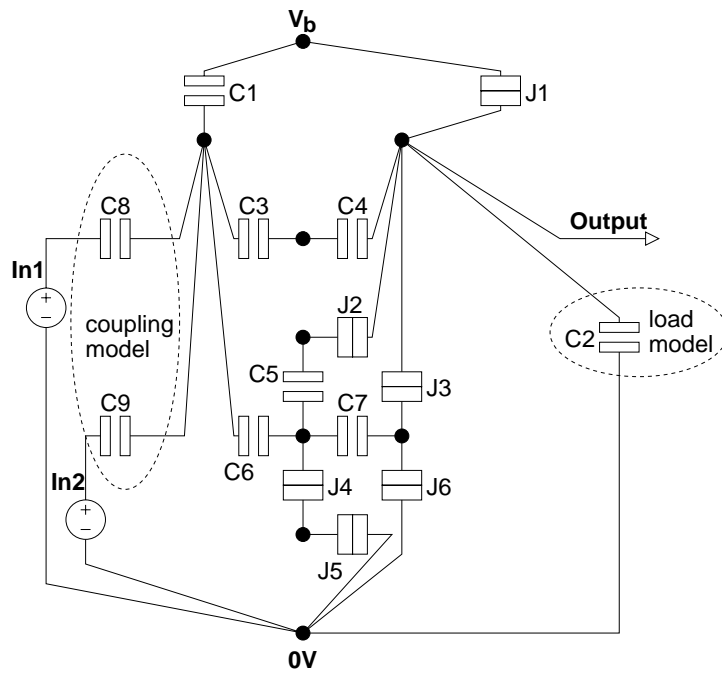 Vb
C1
J1
C8
C3
C4
Output
In1
+
−
coupling
model
J2
load
model
C2
C5
J3
C9
C7
C6
In2
J4
J6
+
−
J5
0V